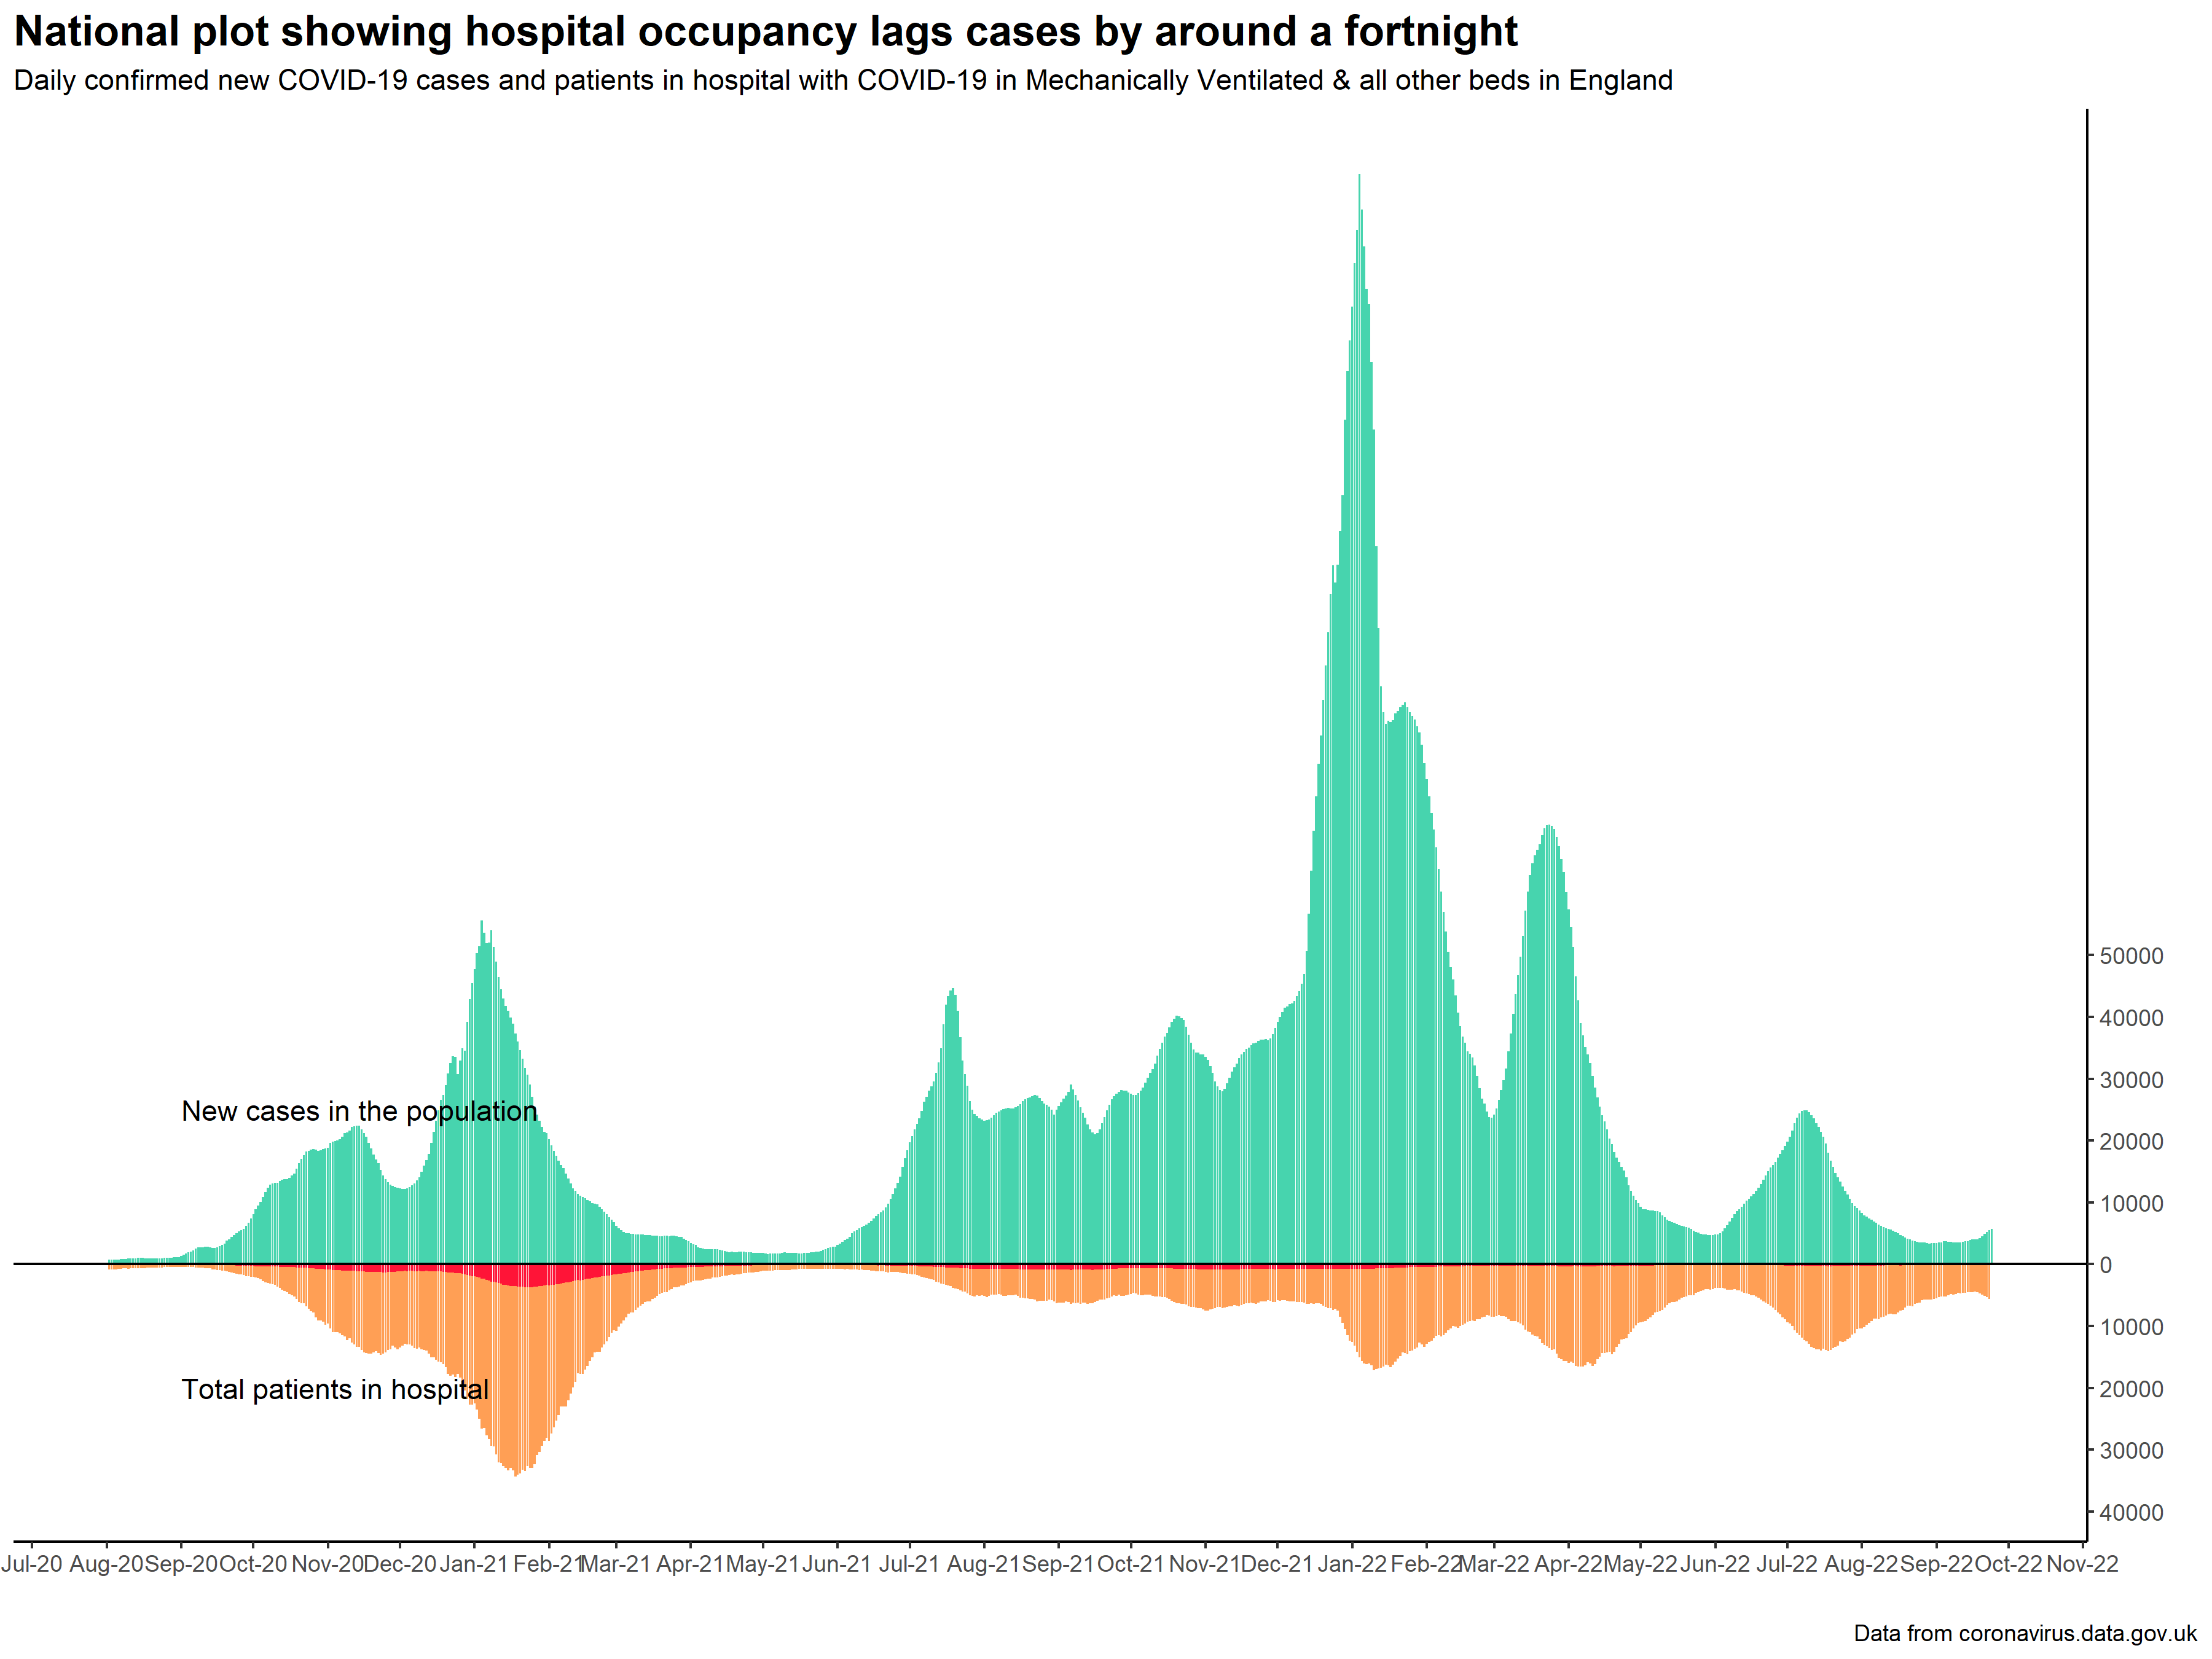 National plot showing hospital occupancy lags cases by around a fortnight
Daily confirmed new COVID-19 cases and patients in hospital with COVID-19 in Mechanically Ventilated & all other beds in England
50000
40000
30000
New cases in the population
20000
10000
0
10000
Total patients in hospital
20000
30000
40000
Jul-20 Aug-20 Sep-20 Oct-20 Nov-20 Dec-20 Jan-21 Feb-21 Mar-21 Apr-21 May-21 Jun-21 Jul-21 Aug-21 Sep-21 Oct-21 Nov-21 Dec-21 Jan-22 Feb-22 Mar-22 Apr-22 May-22 Jun-22 Jul-22 Aug-22 Sep-22 Oct-22 Nov-22
Data from coronavirus.data.gov.uk